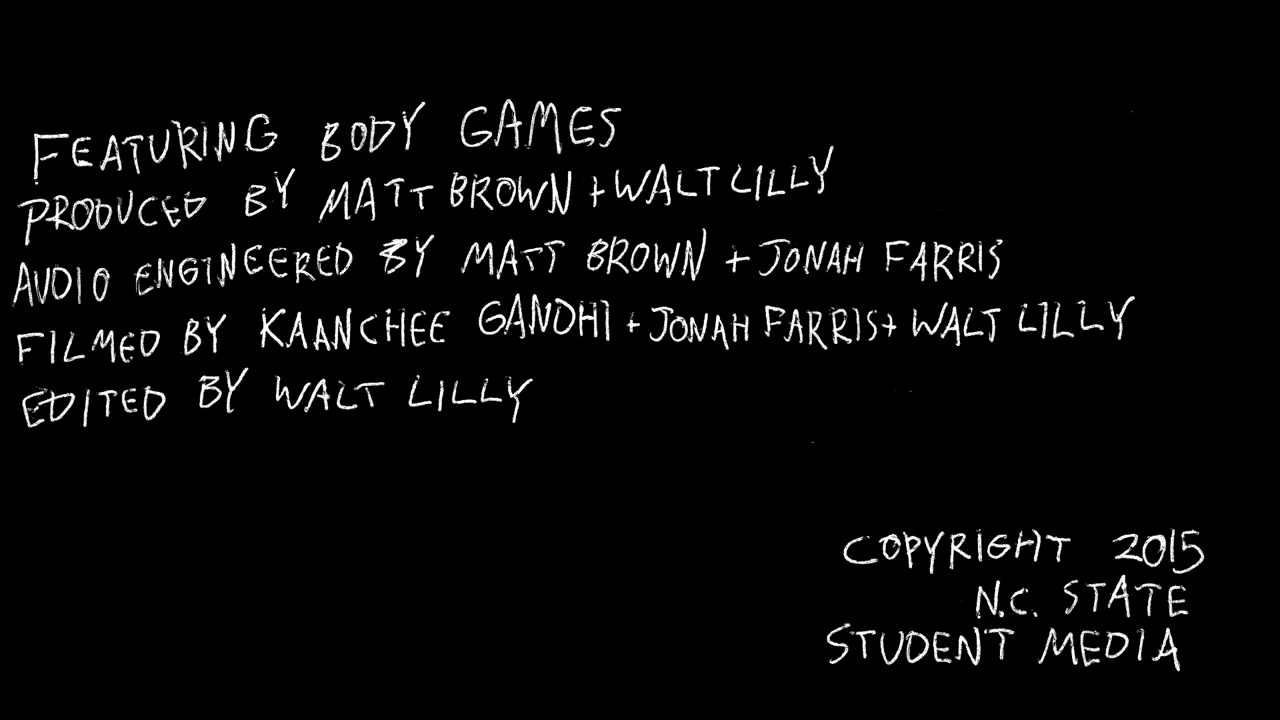 FEATURING BODY GAMES
PRODUCED BY MATT BROWN + WALT LILLY
AUDIO ENGINEERED BY MATT BROWN + JONAH FARRIS
FILMED BY KAANCHEE GANDHI + JONAH FARRIS + WALT LILLY
EDITED BY WALT LILLY
COPYRIGHT 2015
N.C. STATE
STUDENT MEDIA